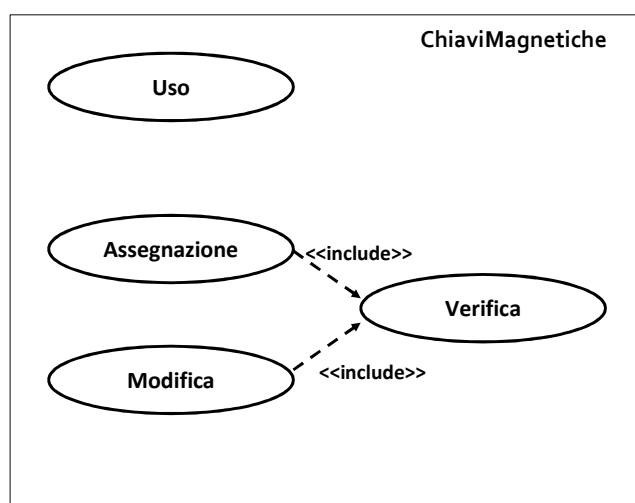 ChiaviMagnetiche
Uso
Assegnazione
<<include>>
Verifica
Modifica
<<include>>